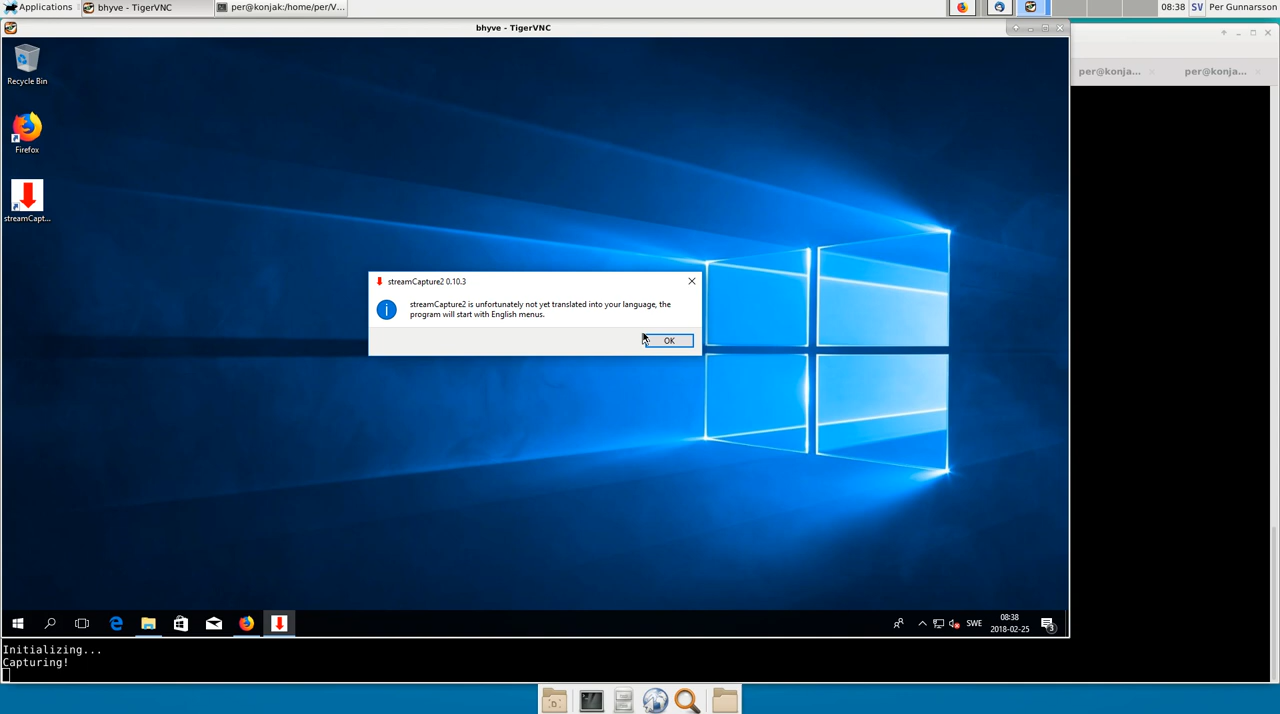 Applications
bhyve - TigerVNC
per@konjak:/home/per/V...
08:38
SV
Per Gunnarsson
bhyve - TigerVNC
per@konja...
per@konja...
Recycle Bin
Firefox
streamCapt...
streamCapture2 0.10.3
streamCapture2 is unfortunately not yet translated into your language, the
program will start with English menus.
OK
SWE
08:38
2018-02-25
3
Initializing...
Capturing!